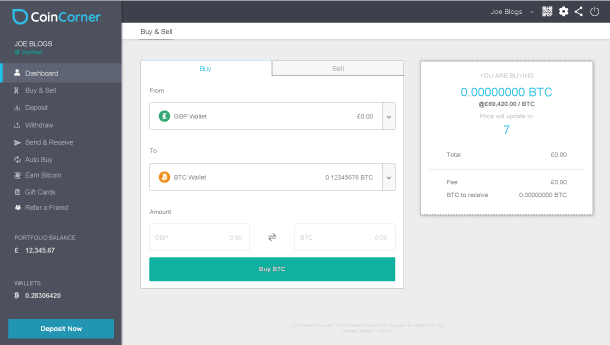 CoinCorner
Joe Blogs
JOE BLOGS
Verified
Buy & Sell
Dashboard
Buy & Sell
Deposit
Withdraw
Send & Receive
Auto Buy
Earn Bitcoin
Gift Cards
Refer a Friend
PORTFOLIO BALANCE
£ 12,345.67
WALLETS
0.28306420
Deposit Now
Buy
Sell
From
£ GBP Wallet £0.00
To
BTC Wallet 0.12345678 BTC
Amount
GBP 0.00
BTC 0.00
Buy BTC
YOU ARE BUYING
0.00000000 BTC
@£69,420.00 / BTC
Price will update in
7
Total £0.00
Fee £0.00
BTC to receive 0.00000000 BTC